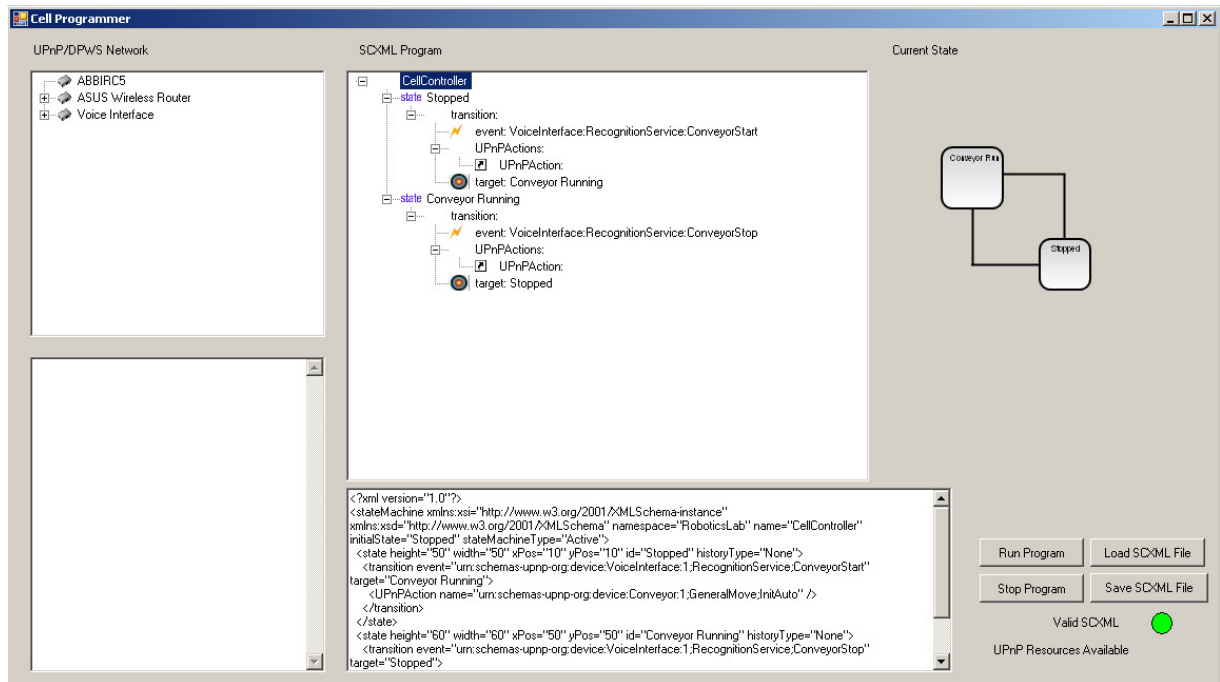 Cell Programmer
UPnP/DPWS Network
SCXML Program
Current State
ABBIRC5
ASUS Wireless Router
Voice Interface
CellController
state Stopped
transition:
event: VoiceInterface:RecognitionService:ConveyorStart
UPnPActions:
UPnPAction:
target: Conveyor Running
state Conveyor Running
transition:
event: VoiceInterface:RecognitionService:ConveyorStop
UPnPActions:
UPnPAction:
target: Stopped
Conveyor Run
Stopped
<?xml version="1.0"?>
<stateMachine xmlns:xsi="http://www.w3.org/2001/XMLSchema-instance"
xmlns:xsd="http://www.w3.org/2001/XMLSchema" namespace="RoboticsLab" name="CellController"
initialState="Stopped" stateMachineType="Active">
<state height="50" width="50" xPos="10" yPos="10" id="Stopped" historyType="None">
<transition event="urn:schemas-upnp-org:device:VoiceInterface:1;RecognitionService;ConveyorStart"
target="Conveyor Running">
<UPnPAction name="urn:schemas-upnp-org:device:Conveyor:1;GeneralMove;InitAuto" />
</transition>
</state>
<state height="60" width="60" xPos="50" yPos="50" id="Conveyor Running" historyType="None">
<transition event="urn:schemas-upnp-org:device:VoiceInterface:1;RecognitionService;ConveyorStop"
target="Stopped">
Run Program
Load SCXML File
Stop Program
Save SCXML File
Valid SCXML
UPnP Resources Available